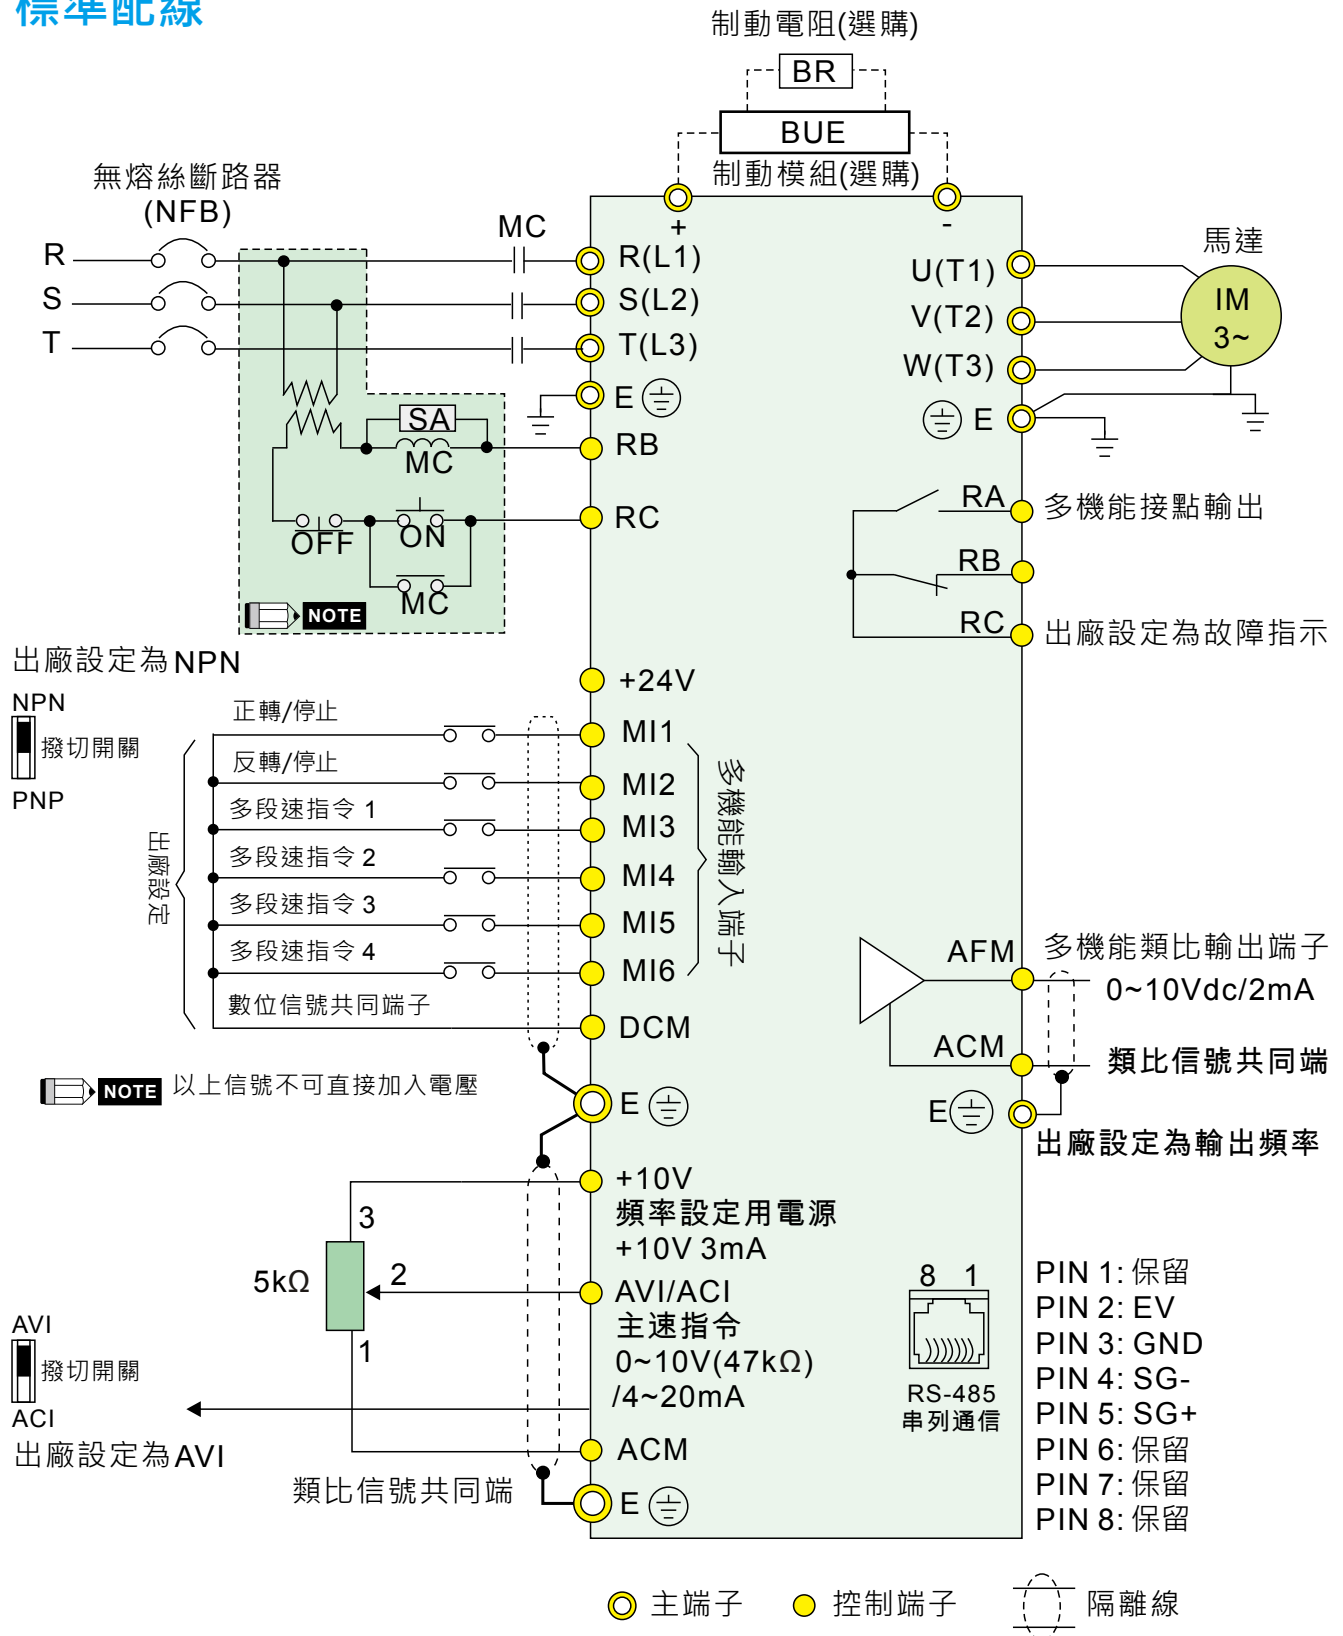 標準配線
制動電阻(選購)
BR
BUE
制動模組(選購)
無熔絲斷路器
(NFB)
MC
+
-
R
S
T
R(L1)
S(L2)
T(L3)
E
SA
MC
RB
OFF
ON
RC
MC
NOTE
U(T1)
V(T2)
W(T3)
E
馬達
IM
3~
RA
多機能接點輸出
RB
RC
出廠設定為故障指示
出廠設定為NPN
NPN
撥切開關
PNP
出廠設定
正轉/停止
反轉/停止
多段速指令 1
多段速指令 2
多段速指令 3
多段速指令 4
數位信號共同端子
+24V
MI1
MI2
MI3
MI4
MI5
MI6
DCM
多機能輸入端子
NOTE 以上信號不可直接加入電壓
E
AFM
多機能類比輸出端子
0~10Vdc/2mA
ACM
類比信號共同端
E
出廠設定為輸出頻率
+10V
頻率設定用電源
+10V 3mA
3
5kΩ
2
1
AVI/ACI
主速指令
0~10V(47kΩ)
/4~20mA
AVI
撥切開關
ACI
出廠設定為AVI
ACM
類比信號共同端
E
8 1
RS-485
串列通信
PIN 1: 保留
PIN 2: EV
PIN 3: GND
PIN 4: SG-
PIN 5: SG+
PIN 6: 保留
PIN 7: 保留
PIN 8: 保留
主端子
控制端子
隔離線